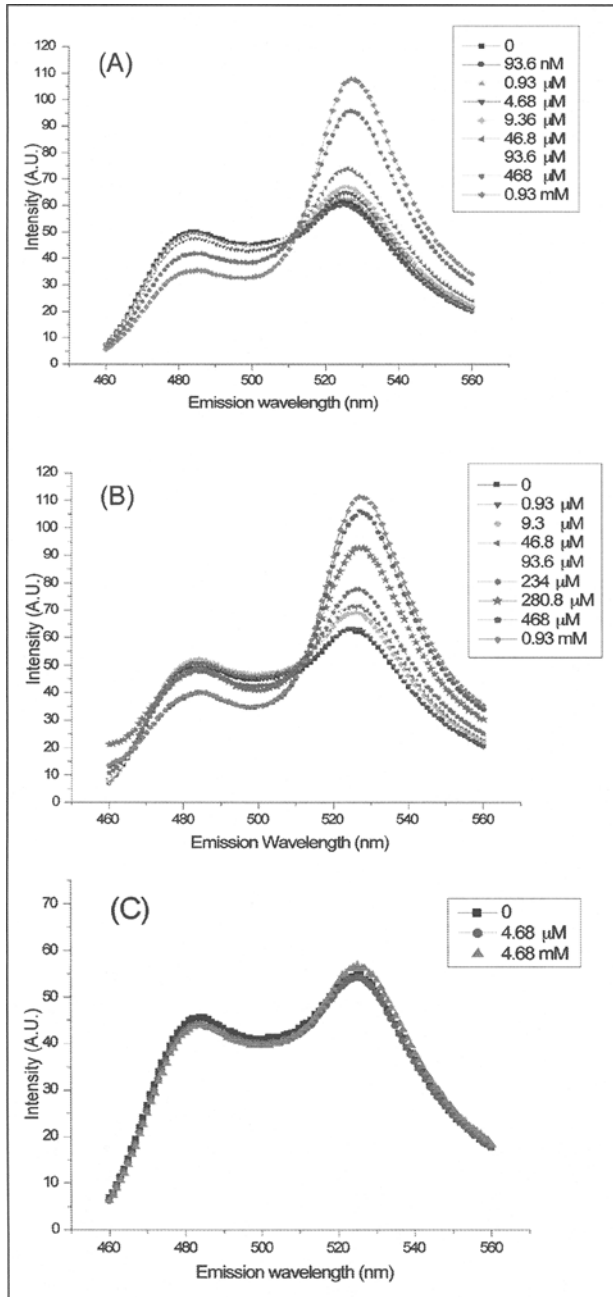 (A)
120
110
100
90
80
70
60
50
40
30
20
10
0
Intensity (A.U.)
460 480 500 520 540 560
Emission wavelength (nm)
0
93.6 nM
0.93 µM
4.68 µM
9.36 µM
46.8 µM
93.6 µM
468 µM
0.93 mM
(B)
120
110
100
90
80
70
60
50
40
30
20
10
0
Intensity (A.U.)
460 480 500 520 540 560
Emission Wavelength (nm)
0
0.93 µM
9.3 µM
46.8 µM
93.6 µM
234 µM
280.8 µM
468 µM
0.93 mM
(C)
70
60
50
40
30
20
10
0
Intensity (A.U.)
460 480 500 520 540 560
Emission wavelength (nm)
0
4.68 µM
4.68 mM